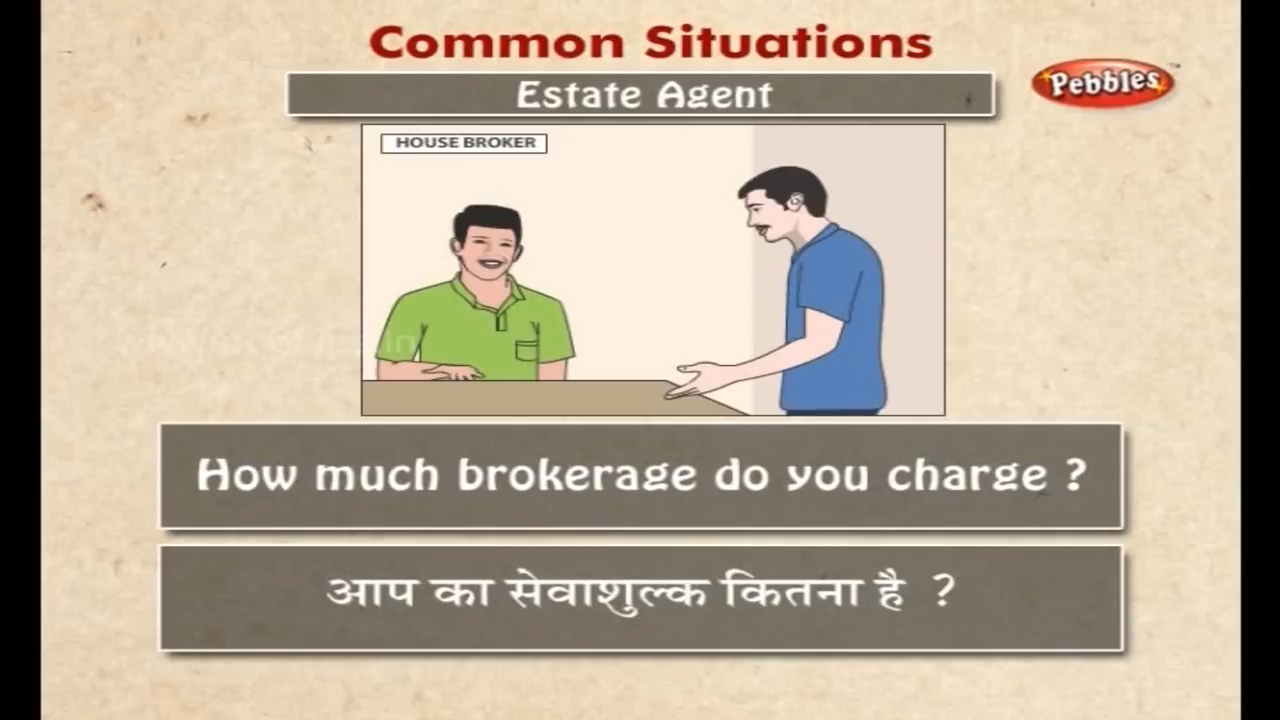 Common Situations
Estate Agent
Pebbles
HOUSE BROKER
How much brokerage do you charge ?
आप का सेवाशुल्क कितना है ?